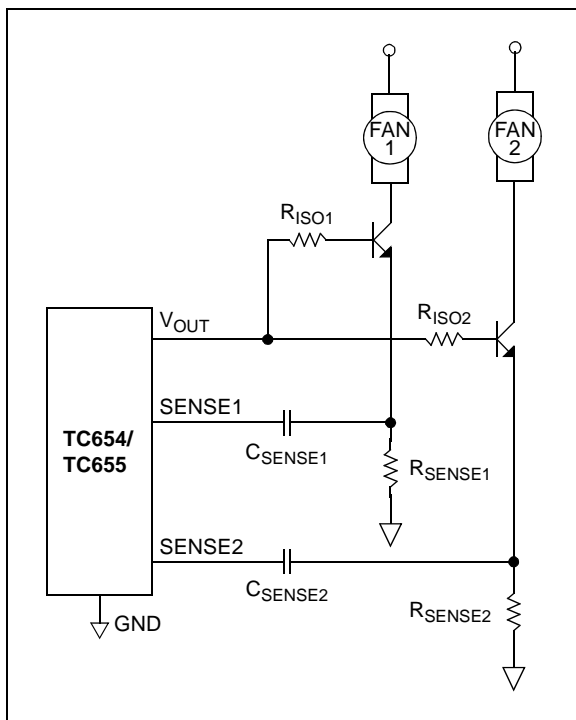 FAN
1
FAN
2
RISO1
VOUT
RISO2
SENSE1
TC654/
TC655
CSENSE1
RSENSE1
SENSE2
CSENSE2
RSENSE2
GND